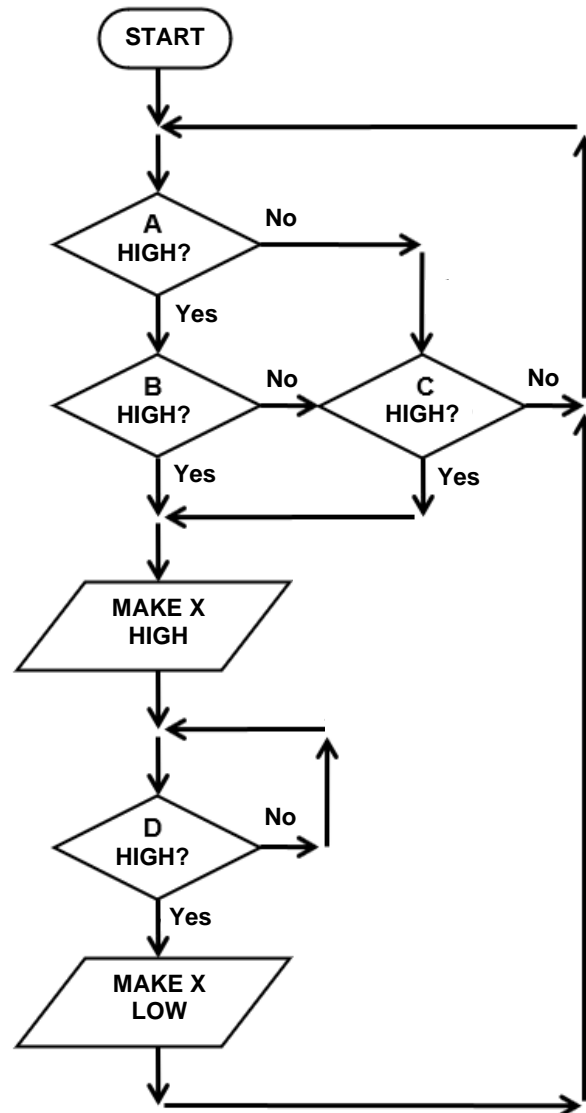 START
A
HIGH?
No
Yes
B
HIGH?
No
C
HIGH?
No
Yes
Yes
MAKE X
HIGH
D
HIGH?
No
Yes
MAKE X
LOW